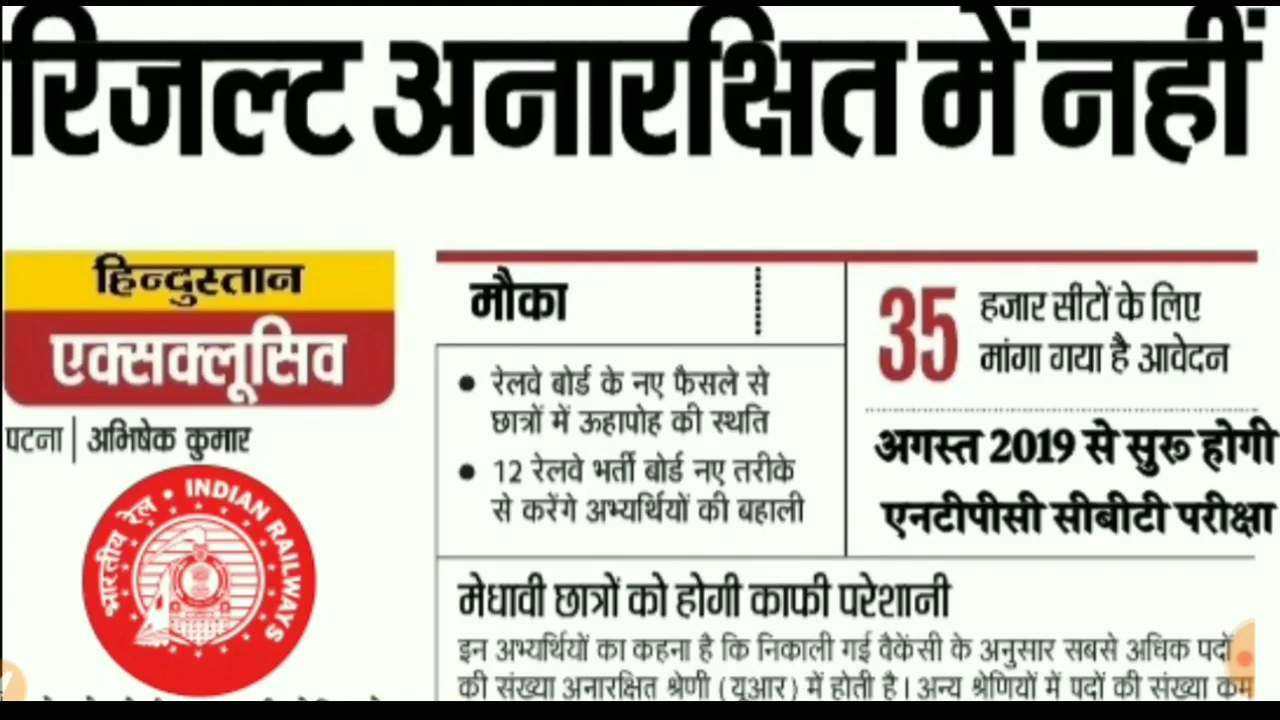 रिजल्ट अनारक्षित में नहीं
हिन्दुस्तान
एक्सक्लूसिव
पटना | अभिषेक कुमार
भारतीय रेल • INDIAN RAILWAYS
मौका
• रेलवे बोर्ड के नए फैसले से
छात्रों में ऊहापोह की स्थति
• 12 रेलवे भर्ती बोर्ड नए तरीके
से करेंगे अभ्यर्थियों की बहाली
35 हजार सीटों के लिए
मांगा गया है आवेदन
अगस्त 2019 से सुरू होगी
एनटीपीसी सीबीटी परीक्षा
मेधावी छात्रों को होगी काफी परेशानी
इन अभ्यर्थियों का कहना है कि निकाली गई वैकेंसी के अनुसार सबसे अधिक पदों
की संख्या अनारक्षित श्रेणी (यूआर) में होती है। अन्य श्रेणियों में पदों की संख्या कम